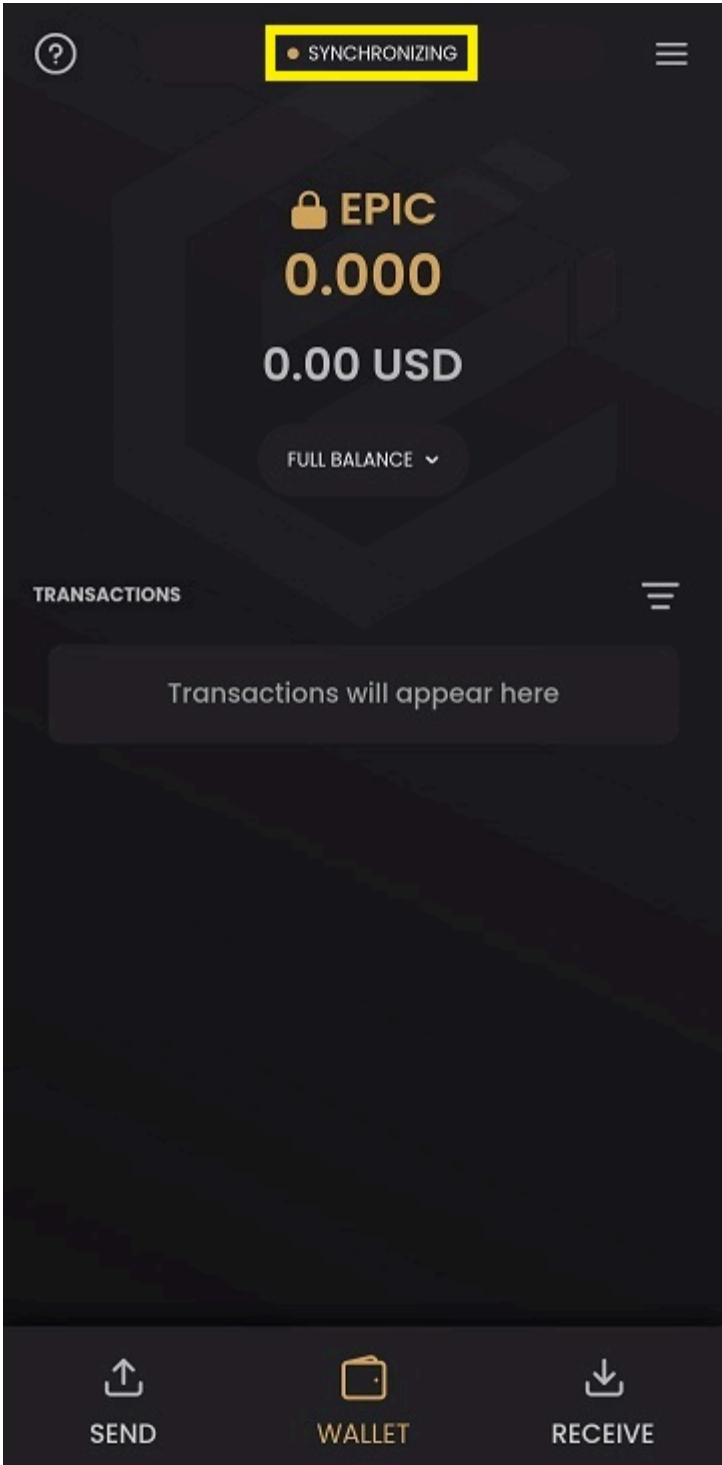 ?
SYNCHRONIZING
EPIC
0.000
0.00 USD
FULL BALANCE
TRANSACTIONS
Transactions will appear here
SEND
WALLET
RECEIVE